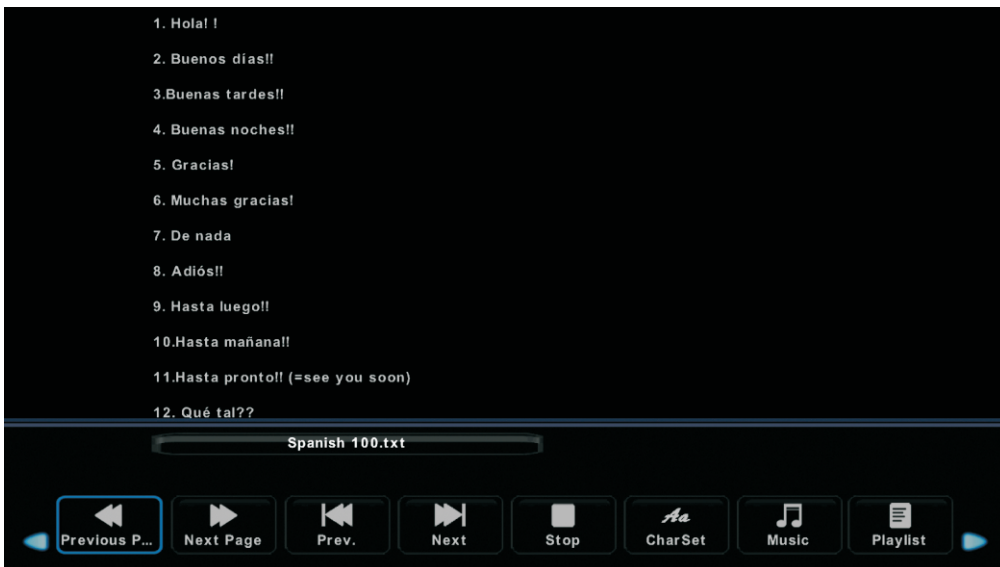 1. Hola! !
2. Buenos días!!
3.Buenas tardes!!
4. Buenas noches!!
5. Gracias!
6. Muchas gracias!
7. De nada
8. Adiós!!
9. Hasta luego!!
10.Hasta mañana!!
11.Hasta pronto!! (=see you soon)
12. Qué tal??
Spanish 100.txt
Previous P... Next Page Prev. Next Stop CharSet Music Playlist